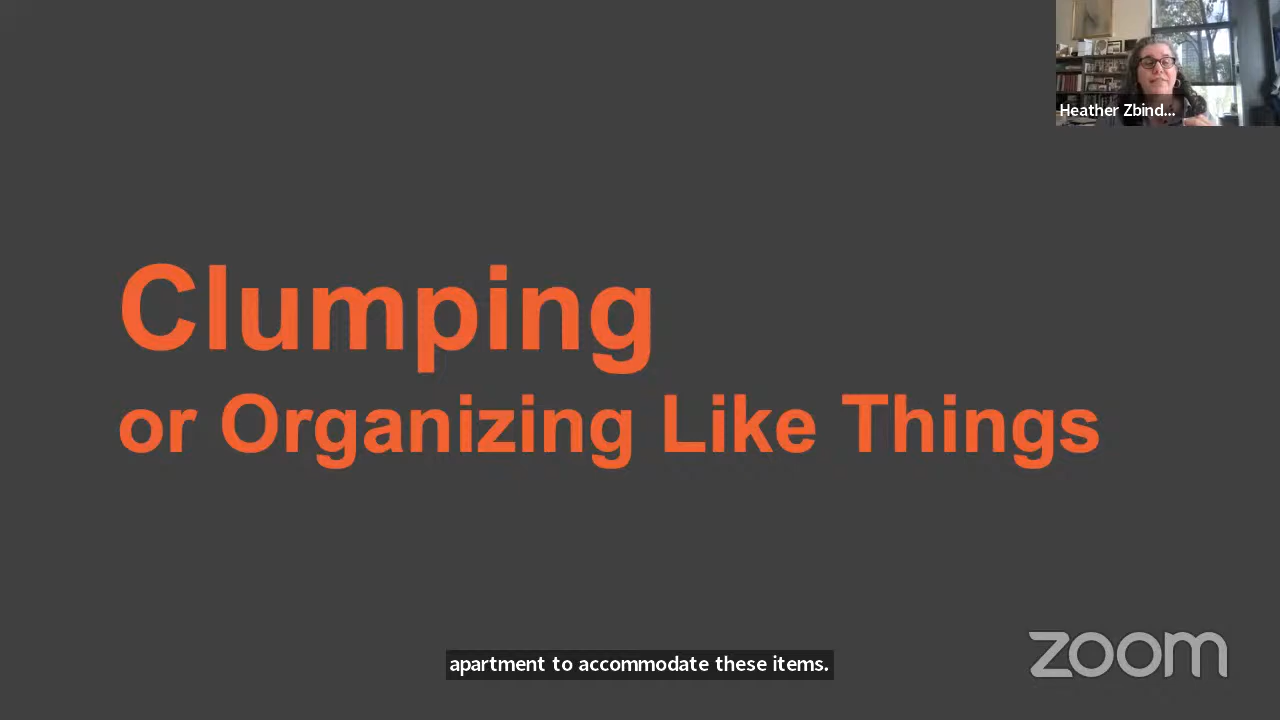 Heather Zbind...
Clumping
or Organizing Like Things
apartment to accommodate these items.
zoom